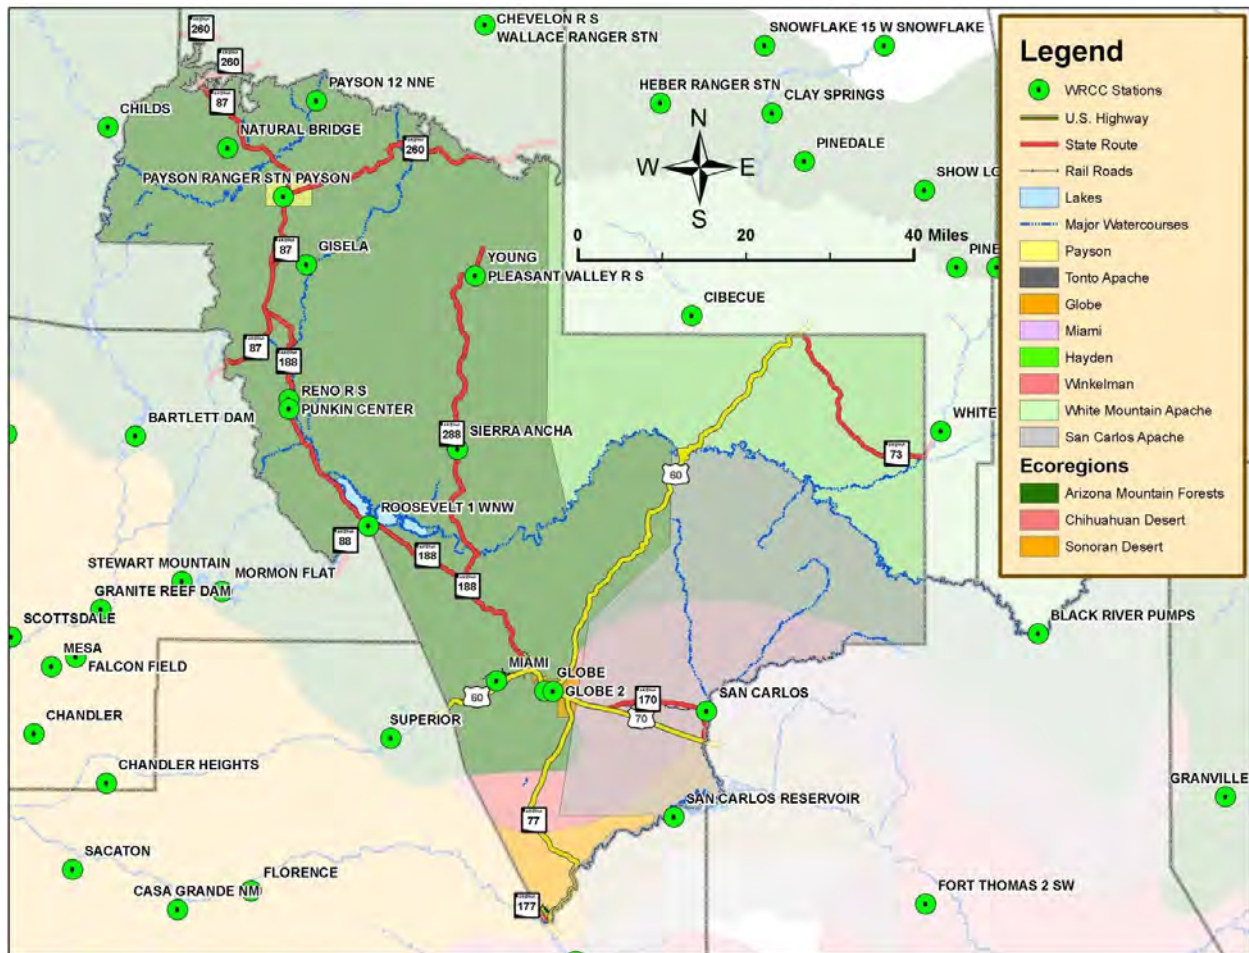 260
CHEVELON R S
WALLACE RANGER STN
SNOWFLAKE 15 W SNOWFLAKE
260
PAYSON 12 NNE
HEBER RANGER STN
CLAY SPRINGS
87
CHILDS
NATURAL BRIDGE
260
N
W E
S
PINEDALE
PAYSON RANGER STN PAYSON
SHOW LO
87
GISELA
0 20 40 Miles
YOUNG
PLEASANT VALLEY R S
PINE
CIBECUE
87
188
RENO R S
PUNKIN CENTER
BARTLETT DAM
288
SIERRA ANCHA
WHITE
73
60
ROOSEVELT 1 WNW
88
188
188
STEWART MOUNTAIN
MORMON FLAT
GRANITE REEF DAM
SCOTTSDALE
BLACK RIVER PUMPS
MESA
FALCON FIELD
MIAMI
GLOBE
GLOBE 2
60
170
70
SAN CARLOS
CHANDLER
SUPERIOR
CHANDLER HEIGHTS
GRANVILLE
77
SAN CARLOS RESERVOIR
SACATON
FLORENCE
CASA GRANDE NM
177
FORT THOMAS 2 SW
Legend
WRCC Stations
U.S. Highway
State Route
Rail Roads
Lakes
Major Watercourses
Payson
Tonto Apache
Globe
Miami
Hayden
Winkelman
White Mountain Apache
San Carlos Apache
Ecoregions
Arizona Mountain Forests
Chihuahuan Desert
Sonoran Desert